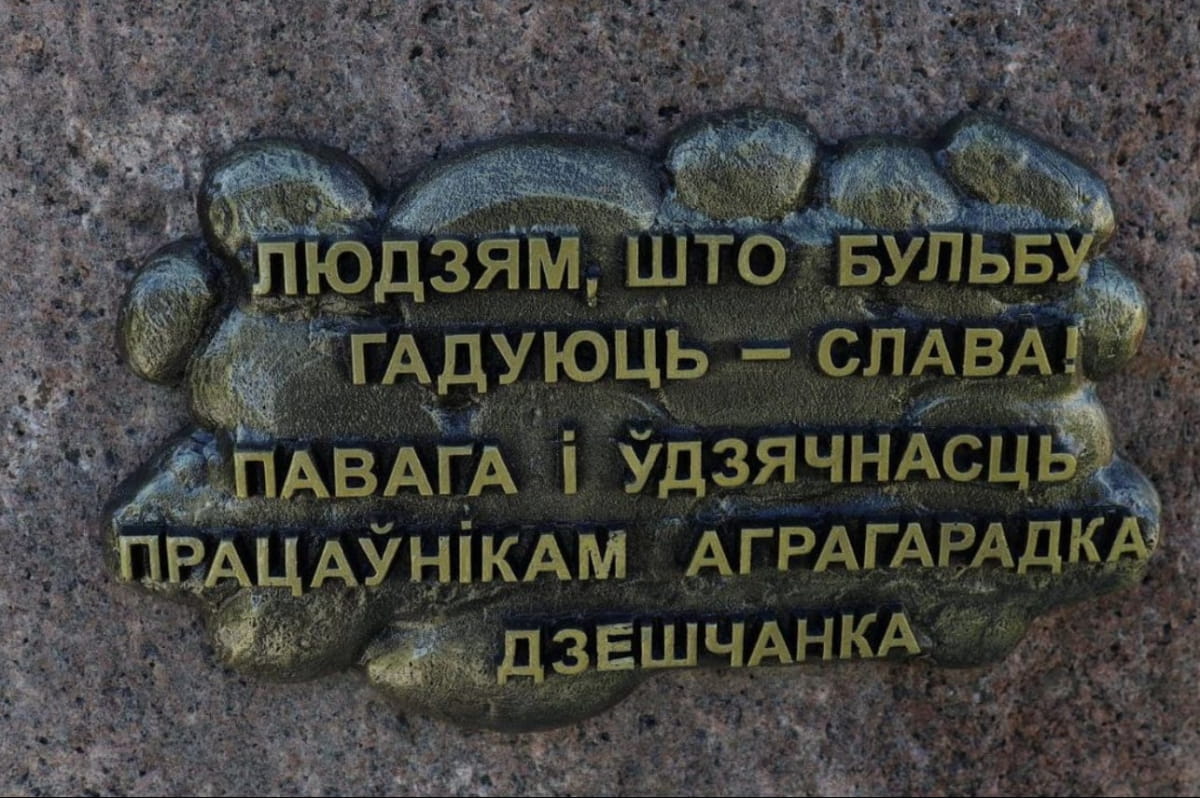 ЛЮДЗЯМ, ШТО БУЛЬБУ
ГАДУЮЦЬ – СЛАВА!
ПАВАГА І ЎДЗЯЧНАСЦЬ
ПРАЦАЎНІКАМ АГРАГАРАДКА
ДЗЕШЧАНКА